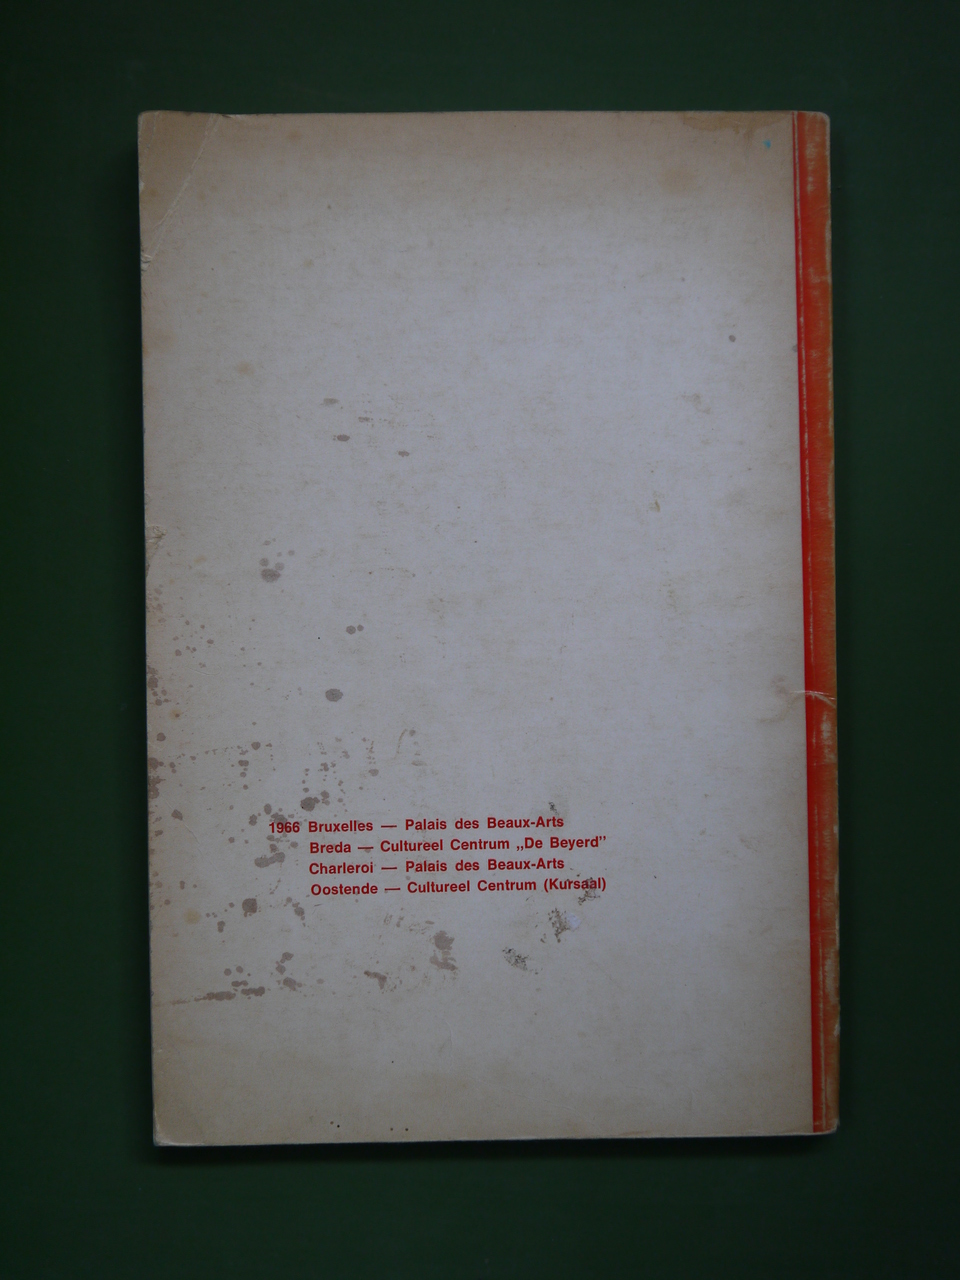 1966 Bruxelles — Palais des Beaux-Arts
Breda — Cultureel Centrum „De Beyerd”
Charleroi — Palais des Beaux-Arts
Oostende — Cultureel Centrum (Kursaal)